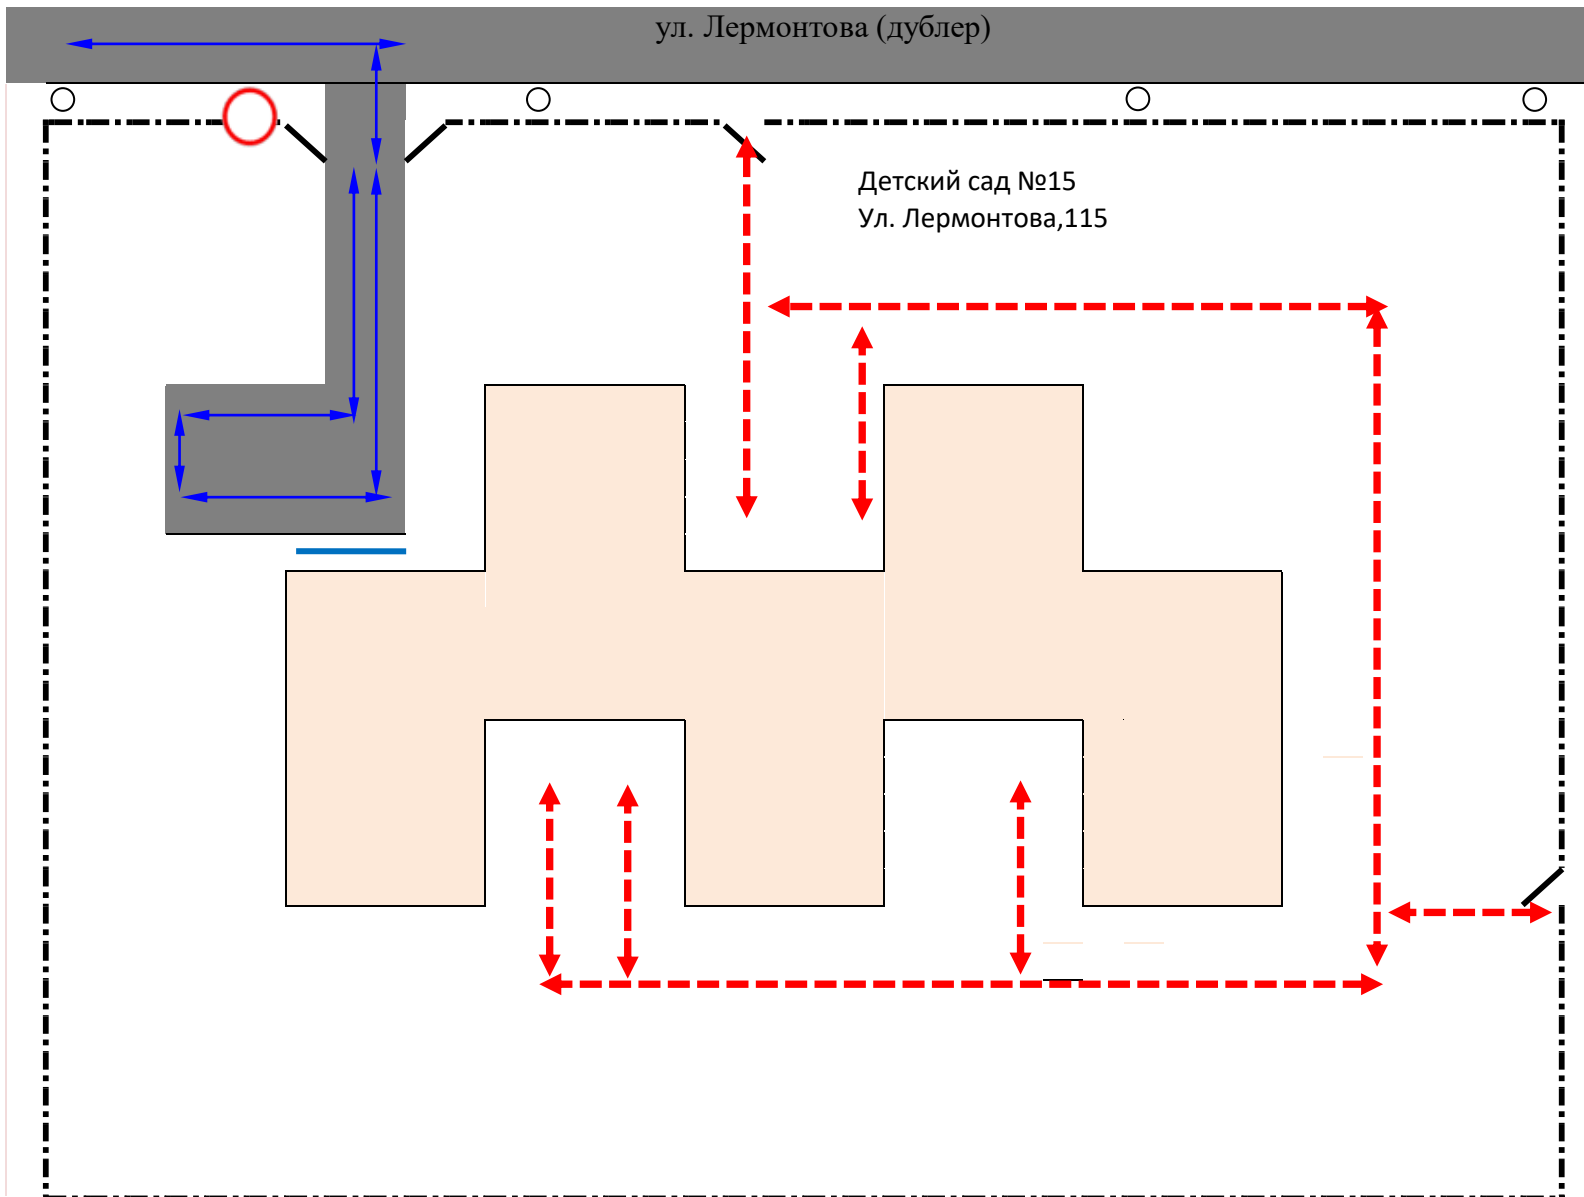 ул. Лермонтова (дублер)
Детский сад №15
Ул. Лермонтова,115